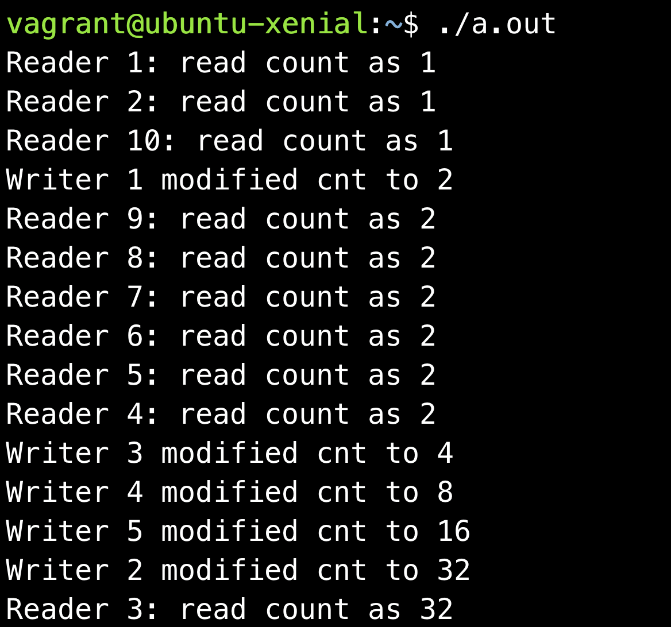 vagrant@ubuntu-xenial:~$ ./a.out
Reader 1: read count as 1
Reader 2: read count as 1
Reader 10: read count as 1
Writer 1 modified cnt to 2
Reader 9: read count as 2
Reader 8: read count as 2
Reader 7: read count as 2
Reader 6: read count as 2
Reader 5: read count as 2
Reader 4: read count as 2
Writer 3 modified cnt to 4
Writer 4 modified cnt to 8
Writer 5 modified cnt to 16
Writer 2 modified cnt to 32
Reader 3: read count as 32